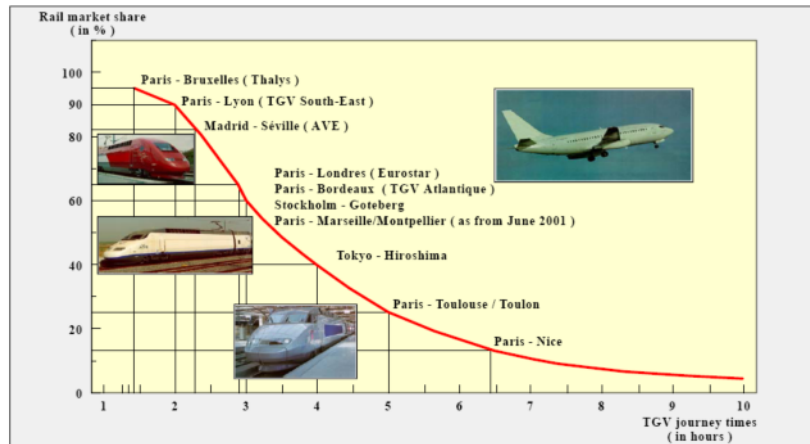 Rail market share
( in % )
100
Paris - Bruxelles ( Thalys )
90
Paris - Lyon ( TGV South-East )
80
Madrid - Séville ( AVE )
Paris - Londres ( Eurostar )
60
Paris - Bordeaux ( TGV Atlantique )
Stockholm - Goteberg
Paris - Marseille/Montpellier ( as from June 2001 )
40
Tokyo - Hiroshima
20
Paris - Toulouse / Toulon
Paris - Nice
0
1 2 3 4 5 6 7 8 9 10
TGV journey times
( in hours )